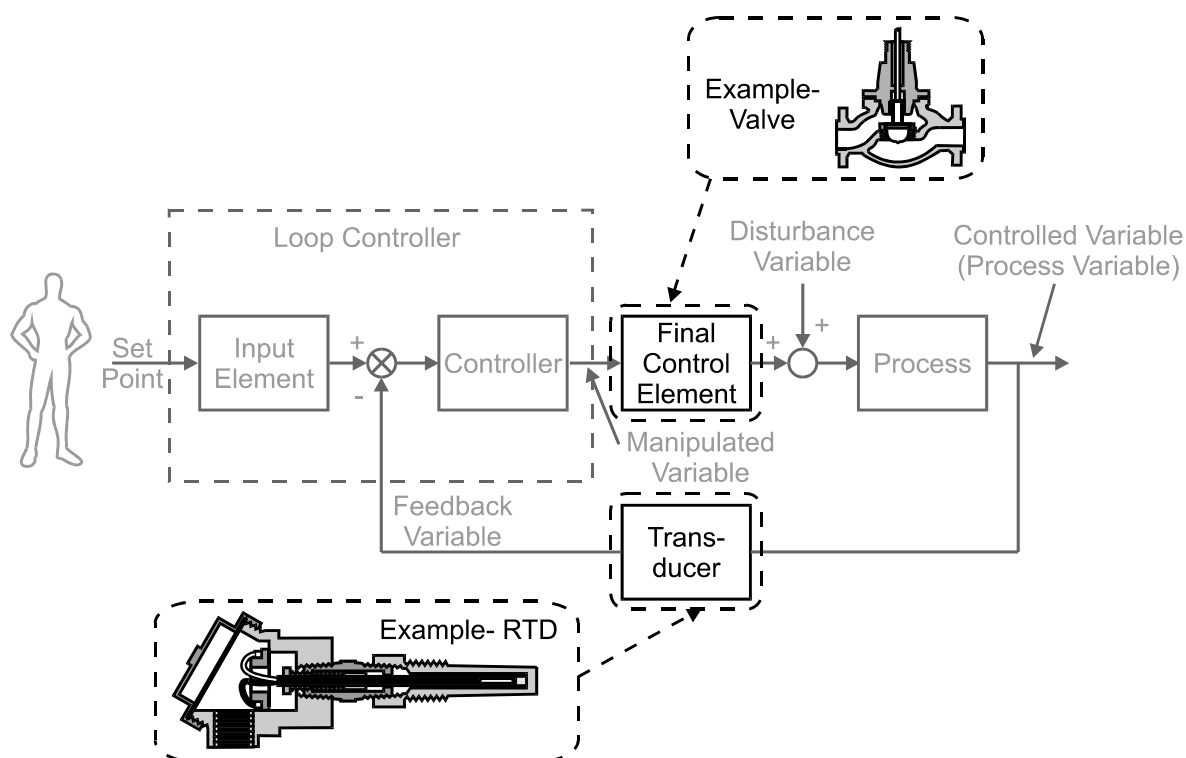 Example-
Valve
Loop Controller
Disturbance
Variable
Controlled Variable
(Process Variable)
Set
Point
Input
Element
+
-
Controller
Final
Control
Element
+
+
Process
Manipulated
Variable
Feedback
Variable
Trans-
ducer
Example- RTD